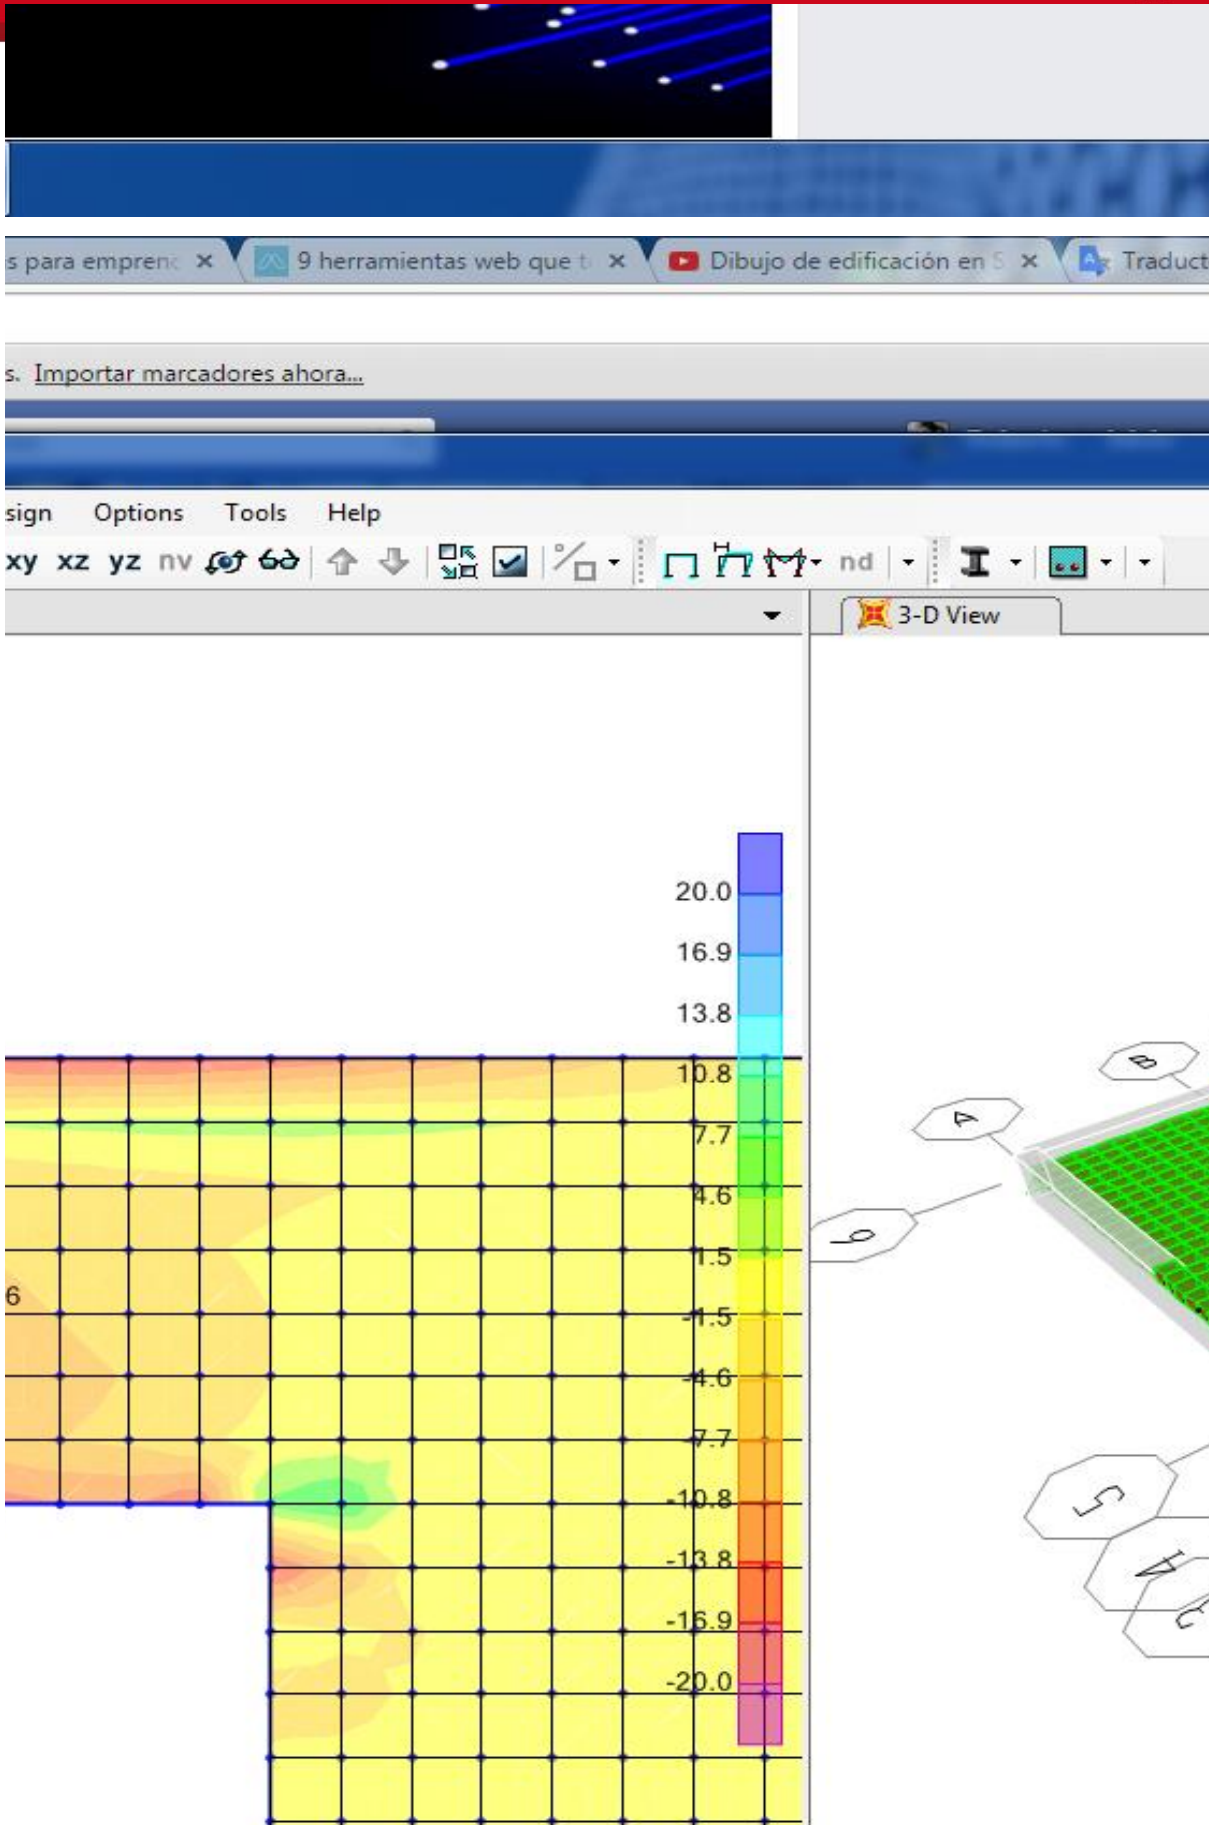 s para empren
9 herramientas web que t
Dibujo de edificación en S
Traduct
s. Importar marcadores ahora...
sign Options Tools Help
xy xz yz nv nd
3-D View
20.0
16.9
13.8
10.8
7.7
4.6
1.5
-1.5
-4.6
-7.7
-10.8
-13.8
-16.9
-20.0
6
B
A
6
5
4
3